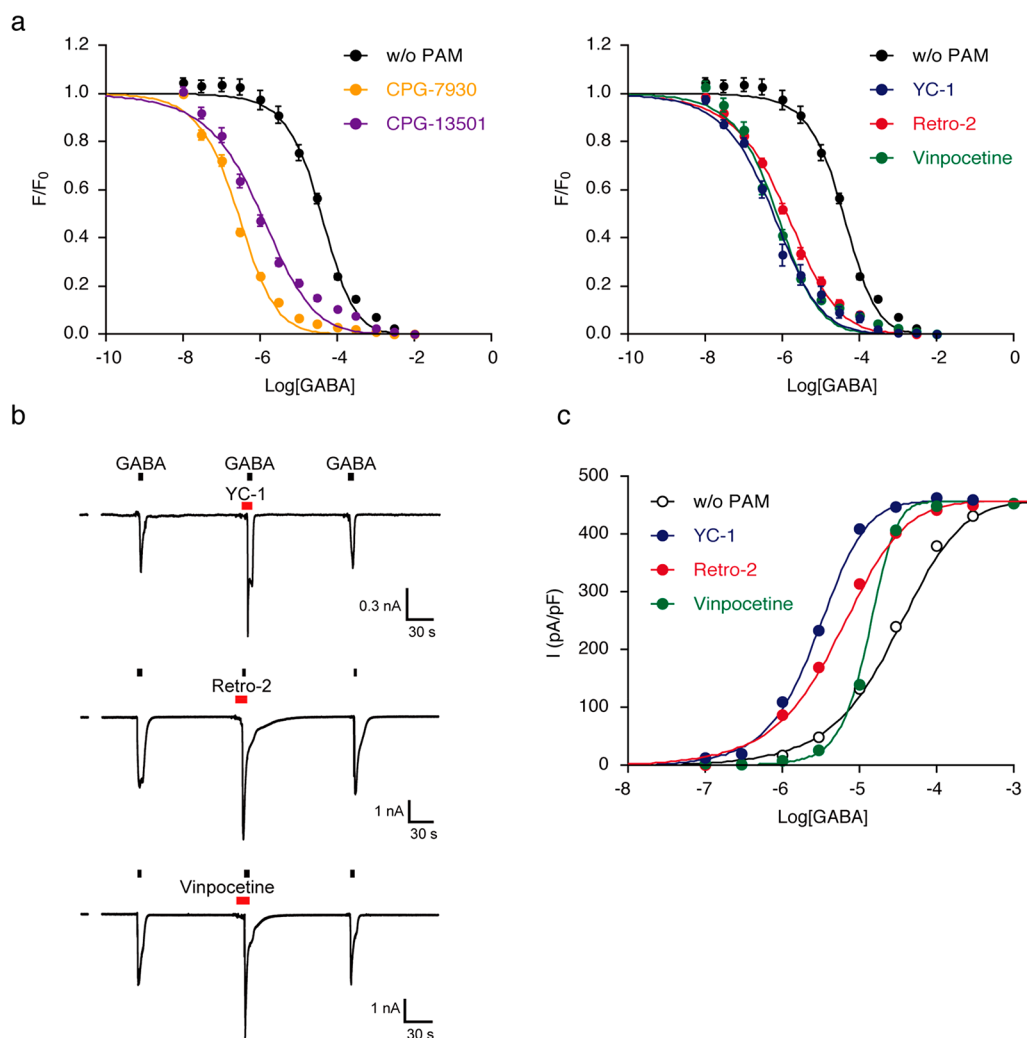 a
1.2
1.0
0.8
0.6
0.4
0.2
0.0
F/F0
-10
-8
-6
-4
-2
0
Log[GABA]
w/o PAM
CPG-7930
CPG-13501
1.2
1.0
0.8
0.6
0.4
0.2
0.0
F/F0
-10
-8
-6
-4
-2
0
Log[GABA]
w/o PAM
YC-1
Retro-2
Vinpocetine
b
GABA
GABA
GABA
YC-1
0.3 nA
30 s
Retro-2
1 nA
30 s
Vinpocetine
1 nA
30 s
c
500
400
300
200
100
0
I (pA/pF)
-8
-7
-6
-5
-4
-3
Log[GABA]
w/o PAM
YC-1
Retro-2
Vinpocetine